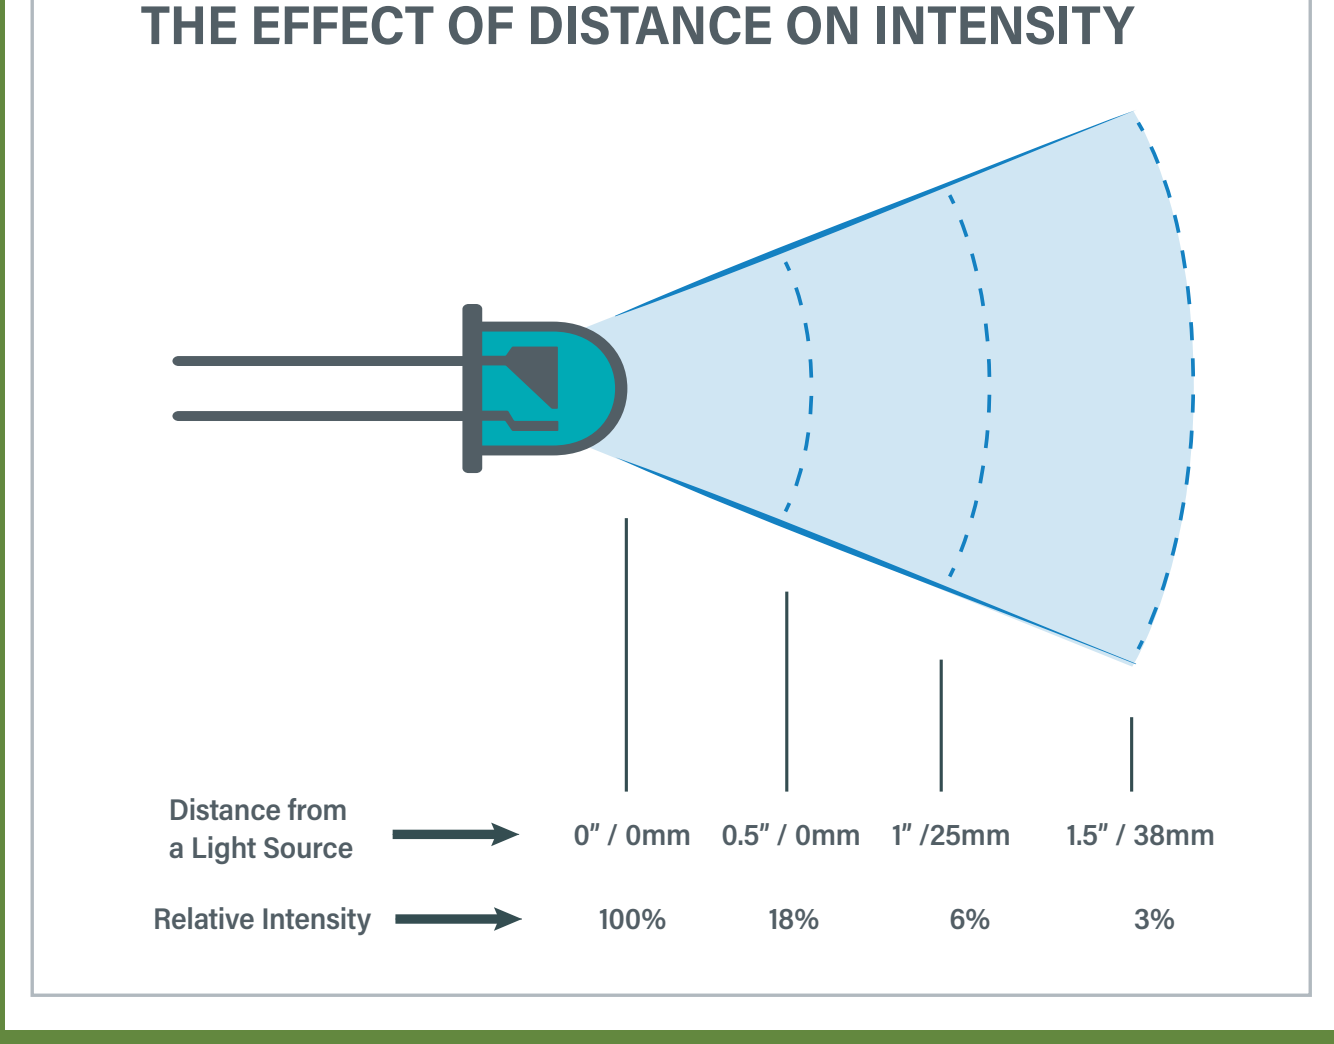 THE EFFECT OF DISTANCE ON INTENSITY
Distance from
a Light Source
0” / 0mm 0.5” / 0mm 1” /25mm 1.5” / 38mm
Relative Intensity 100% 18% 6% 3%